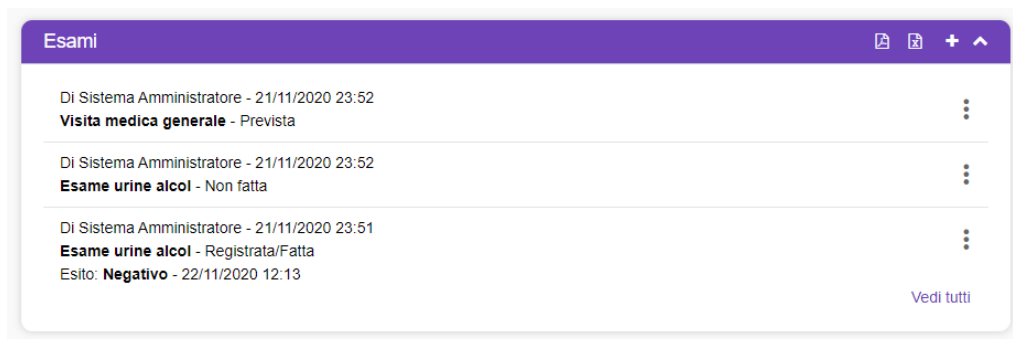 Esami
Di Sistema Amministratore - 21/11/2020 23:52
Visita medica generale - Prevista
Di Sistema Amministratore - 21/11/2020 23:52
Esame urine alcol - Non fatta
Di Sistema Amministratore - 21/11/2020 23:51
Esame urine alcol - Registrata/Fatta
Esito: Negativo - 22/11/2020 12:13
Vedi tutti